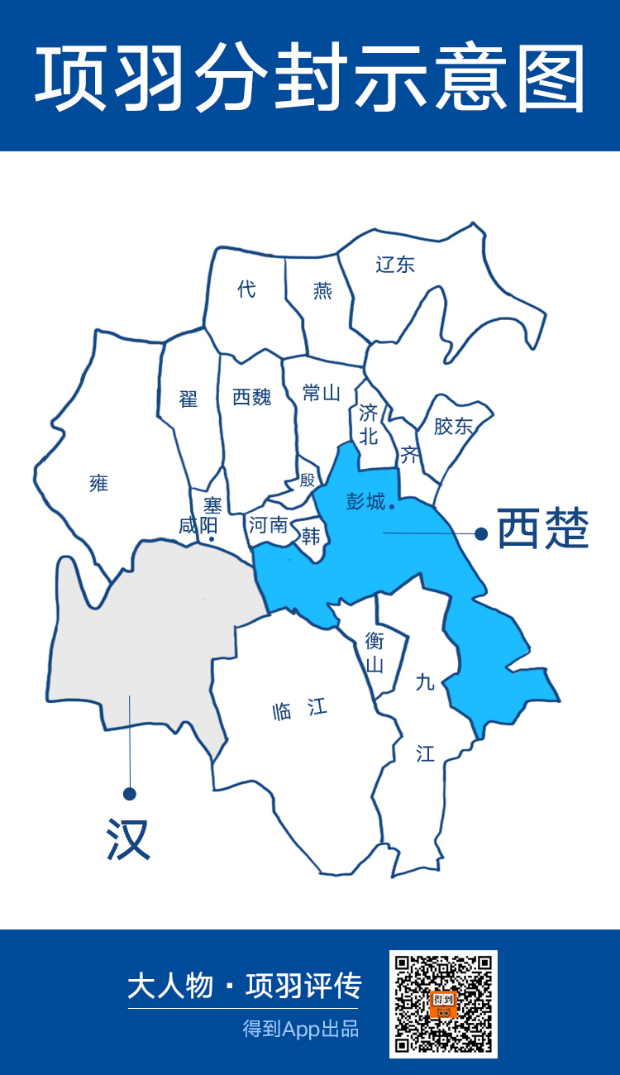 项羽分封示意图
辽东
代
燕
翟
西魏
常山
济
北
胶东
齐
雍
殷
塞
咸阳
彭城
河南
韩
西楚
衡
山
九
江
临 江
汉
大人物·项羽评传
得到App出品
得到